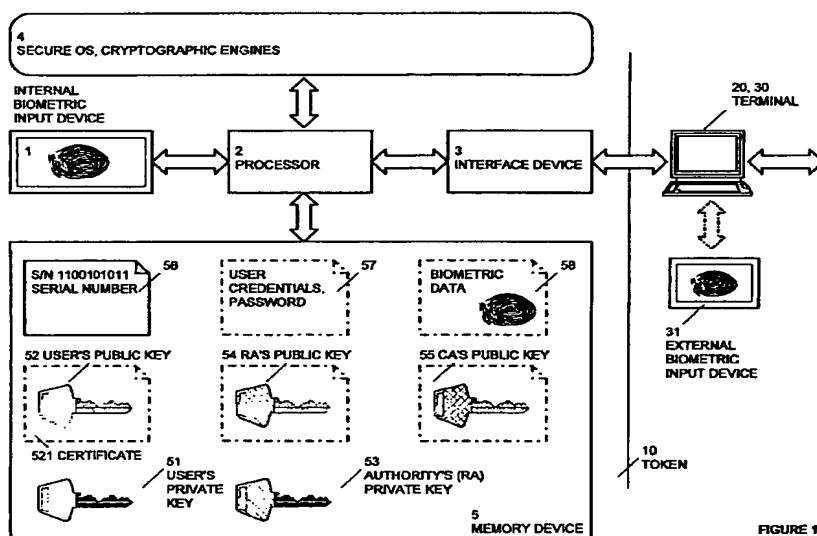 4
SECURE OS, CRYPTOGRAPHIC ENGINES
INTERNAL
BIOMETRIC
INPUT DEVICE
20, 30
TERMINAL
1
2
PROCESSOR
3
INTERFACE DEVICE
S/N 1100101011
SERIAL NUMBER
56
USER
CREDENTIALS,
PASSWORD
57
BIOMETRIC
DATA
58
31
EXTERNAL
BIOMETRIC
INPUT DEVICE
52 USER'S PUBLIC KEY
54 RA'S PUBLIC KEY
55 CA'S PUBLIC KEY
521 CERTIFICATE
51
USER'S
PRIVATE
KEY
53
AUTHORITY'S (RA)
PRIVATE KEY
10
TOKEN
5
MEMORY DEVICE
FIGURE 1